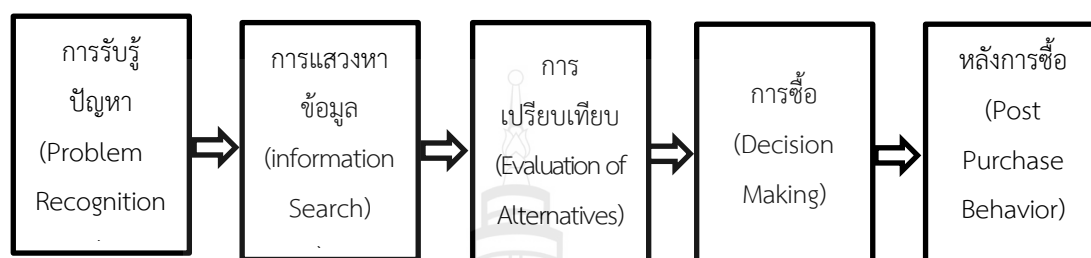 การรับรู้
ปัญหา
(Problem
Recognition
การแสวงหา
ข้อมูล
(information
Search)
การ
เปรียบเทียบ
(Evaluation of
Alternatives)
การซื้อ
(Decision
Making)
หลังการซื้อ
(Post
Purchase
Behavior)